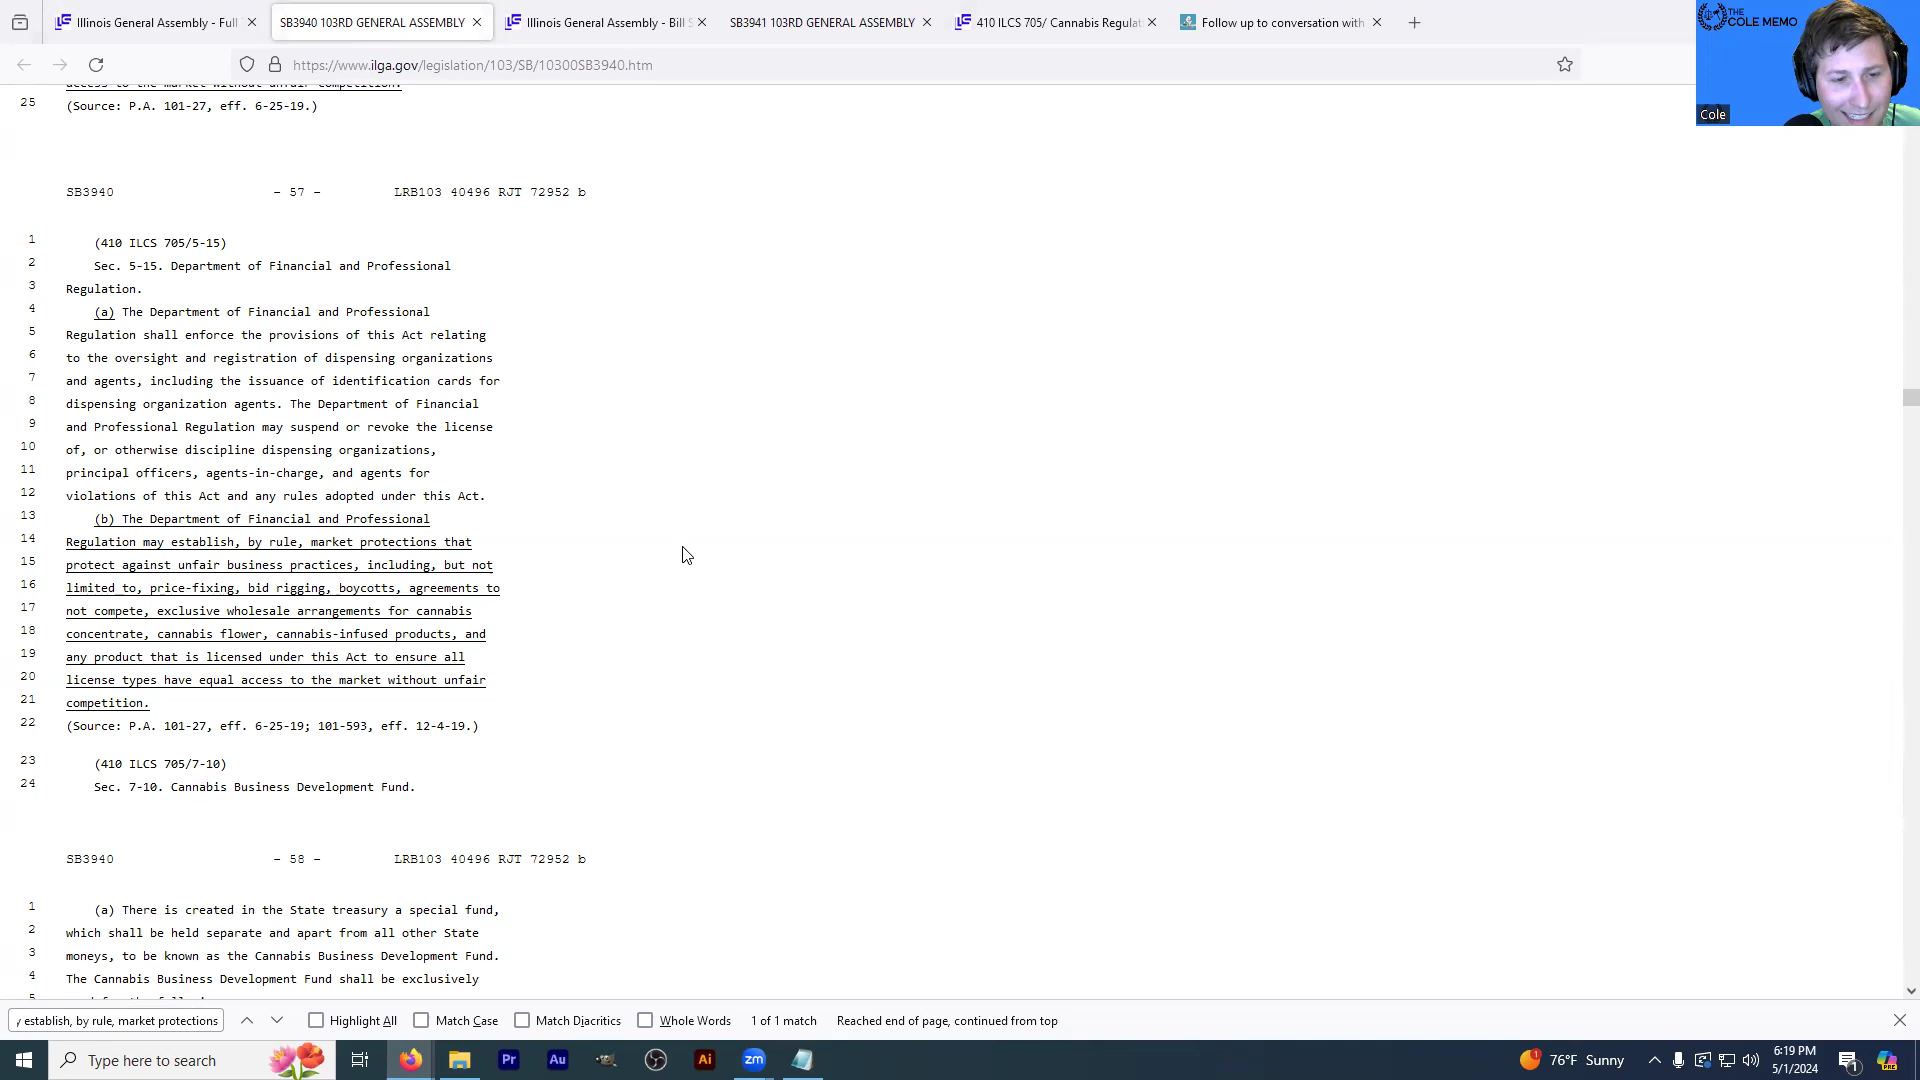 Illinois General Assembly - Full
SB3940 103RD GENERAL ASSEMBLY
Illinois General Assembly - Bill S
SB3941 103RD GENERAL ASSEMBLY
410 ILCS 705/ Cannabis Regulat
Follow up to conversation with
https://www.ilga.gov/legislation/103/SB/10300SB3940.htm
THE
COLE MEMO
Cole
access to the market without unfair competition.
25 (Source: P.A. 101-27, eff. 6-25-19.)
SB3940 - 57 - LRB103 40496 RJT 72952 b
1 (410 ILCS 705/5-15)
2 Sec. 5-15. Department of Financial and Professional
3 Regulation.
4 (a) The Department of Financial and Professional
5 Regulation shall enforce the provisions of this Act relating
6 to the oversight and registration of dispensing organizations
7 and agents, including the issuance of identification cards for
8 dispensing organization agents. The Department of Financial
9 and Professional Regulation may suspend or revoke the license
10 of, or otherwise discipline dispensing organizations,
11 principal officers, agents-in-charge, and agents for
12 violations of this Act and any rules adopted under this Act.
13 (b) The Department of Financial and Professional
14 Regulation may establish, by rule, market protections that
15 protect against unfair business practices, including, but not
16 limited to, price-fixing, bid rigging, boycotts, agreements to
17 not compete, exclusive wholesale arrangements for cannabis
18 concentrate, cannabis flower, cannabis-infused products, and
19 any product that is licensed under this Act to ensure all
20 license types have equal access to the market without unfair
21 competition.
22 (Source: P.A. 101-27, eff. 6-25-19; 101-593, eff. 12-4-19.)
23 (410 ILCS 705/7-10)
24 Sec. 7-10. Cannabis Business Development Fund.
SB3940 - 58 - LRB103 40496 RJT 72952 b
1 (a) There is created in the State treasury a special fund,
2 which shall be held separate and apart from all other State
3 moneys, to be known as the Cannabis Business Development Fund.
4 The Cannabis Business Development Fund shall be exclusively
5
y establish, by rule, market protections
Highlight All
Match Case
Match Diacritics
Whole Words
1 of 1 match
Reached end of page, continued from top
Type here to search
Pr
Au
Ai
zm
76°F Sunny
6:19 PM
5/1/2024
1
PRE